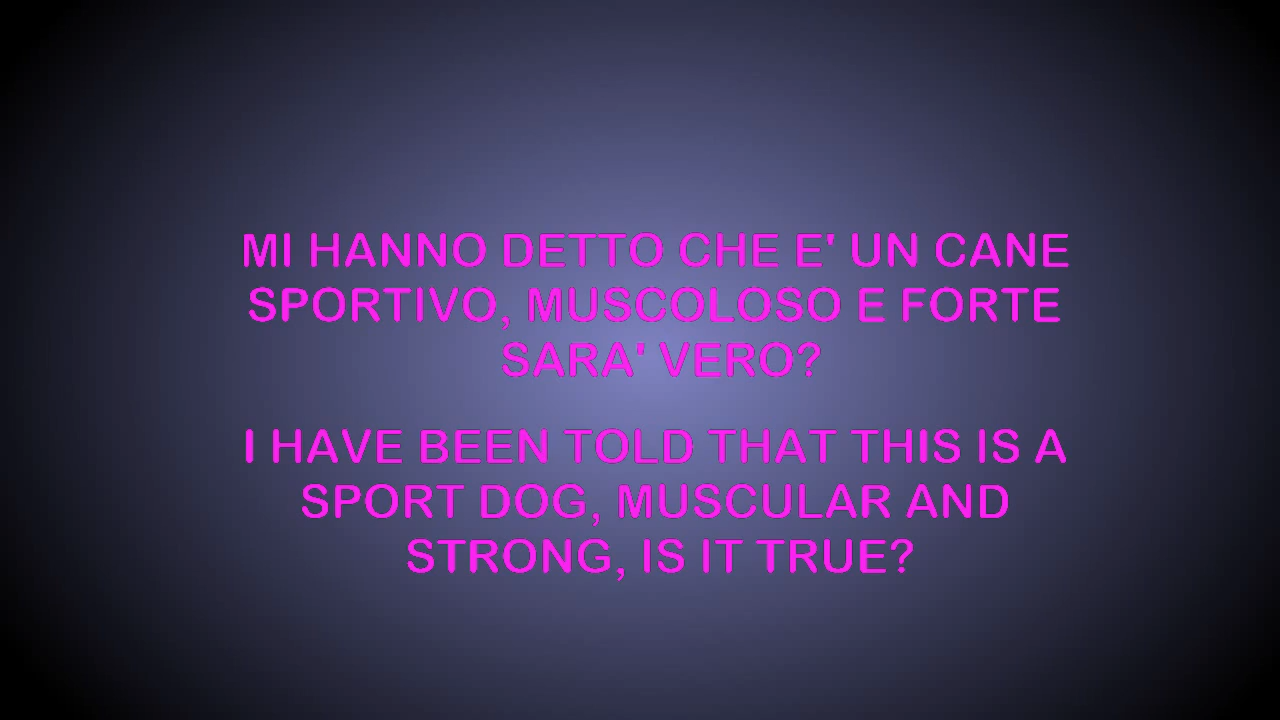 MI HANNO DETTO CHE E' UN CANE
SPORTIVO, MUSCOLOSO E FORTE
SARA' VERO?
I HAVE BEEN TOLD THAT THIS IS A
SPORT DOG, MUSCULAR AND
STRONG, IS IT TRUE?